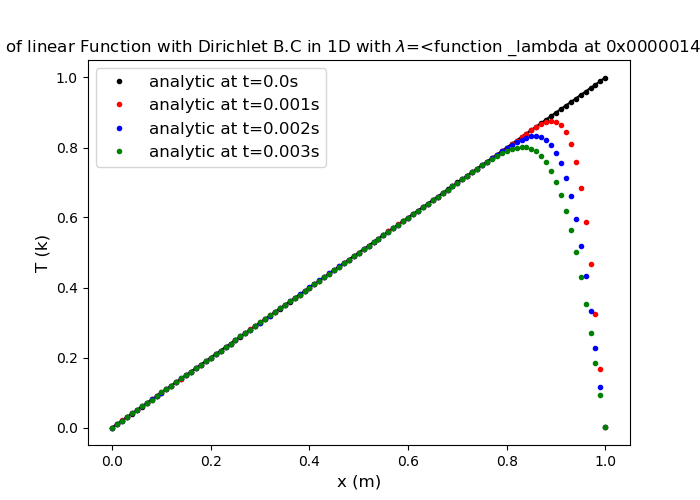 of linear Function with Dirichlet B.C in 1D with λ=<function _lambda at 0x0000014
analytic at t=0.0s
analytic at t=0.001s
analytic at t=0.002s
analytic at t=0.003s
1.0
0.8
0.6
0.4
0.2
0.0
T (k)
0.0 0.2 0.4 0.6 0.8 1.0
x (m)